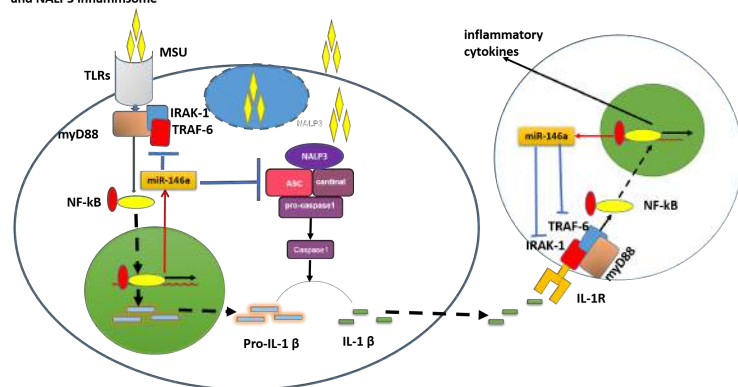 and NALP3 inflammsome
MSU
TLRs
IRAK-1
TRAF-6
myD88
miR-146a
NF-kB
NALP3
NALP3
ASC
cardinal
pro-caspase1
Caspase1
Pro-IL-1 β
IL-1 β
inflammatory
cytokines
miR-146a
NF-kB
TRAF-6
IRAK-1
myD88
IL-1R